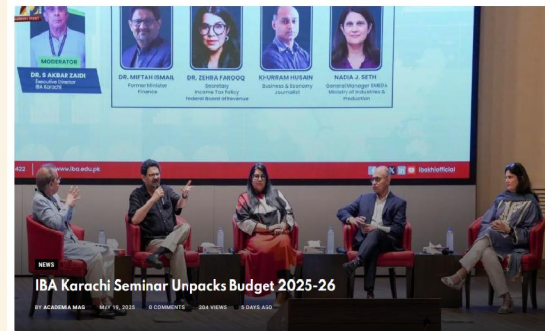 MODERATOR
DR. S AKBAR ZAIDI
Executive Director
IBA Karachi
DR. MIFTAH ISMAIL
Former Minister
Finance
DR. ZEHRA FAROOQ
Secretary
Income Tax Policy
Federal Board of Revenue
KHURRAM HUSAIN
Business & Economy
Journalist
NADIA J. SETH
General Manager SMEDA
Ministry of Industries &
Production
422
www.iba.edu.pk
ibakhiofficial
NEWS
IBA Karachi Seminar Unpacks Budget 2025-26
BY ACADEMIA MAG MAY 19, 2025 0 COMMENTS 204 VIEWS 5 DAYS AGO